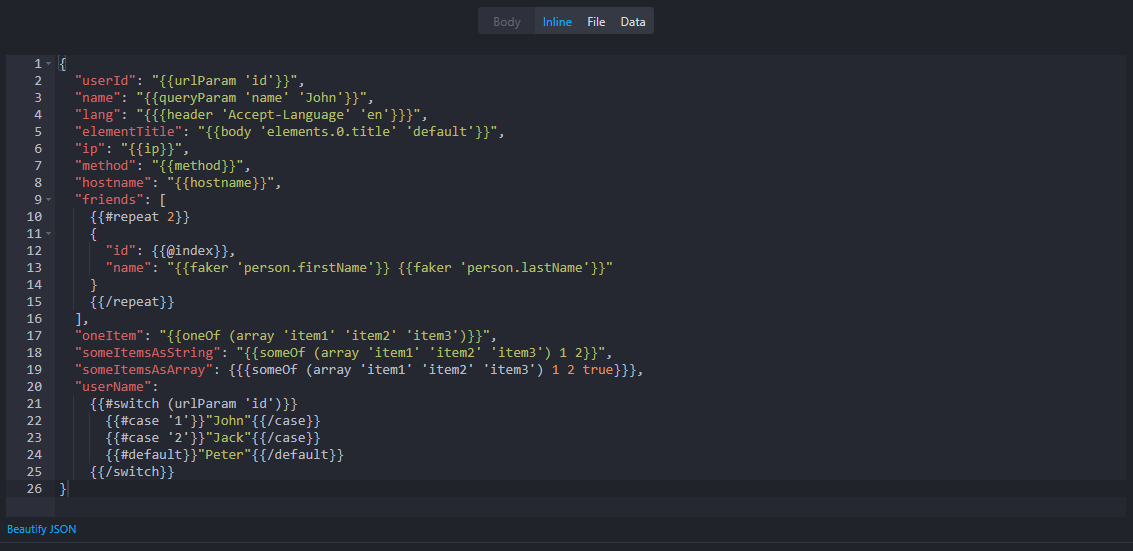 Body Inline File Data
1 {
2 "userId": "{{urlParam 'id'}}",
3 "name": "{{queryParam 'name' 'John'}}",
4 "lang": "{{{header 'Accept-Language' 'en'}}}",
5 "elementTitle": "{{body 'elements.0.title' 'default'}}",
6 "ip": "{{ip}}",
7 "method": "{{method}}",
8 "hostname": "{{hostname}}",
9 "friends": [
10 {{#repeat 2}}
11 {
12 "id": {{@index}},
13 "name": "{{faker 'person.firstName'}} {{faker 'person.lastName'}}"
14 }
15 {{/repeat}}
16 ],
17 "oneItem": "{{oneOf (array 'item1' 'item2' 'item3')}}",
18 "someItemsAsString": "{{someOf (array 'item1' 'item2' 'item3') 1 2}}",
19 "someItemsAsArray": {{{someOf (array 'item1' 'item2' 'item3') 1 2 true}}},
20 "userName":
21 {{#switch (urlParam 'id')}}
22 {{#case '1'}}"John"{{/case}}
23 {{#case '2'}}"Jack"{{/case}}
24 {{#default}}"Peter"{{/default}}
25 {{/switch}}
26 }
Beautify JSON